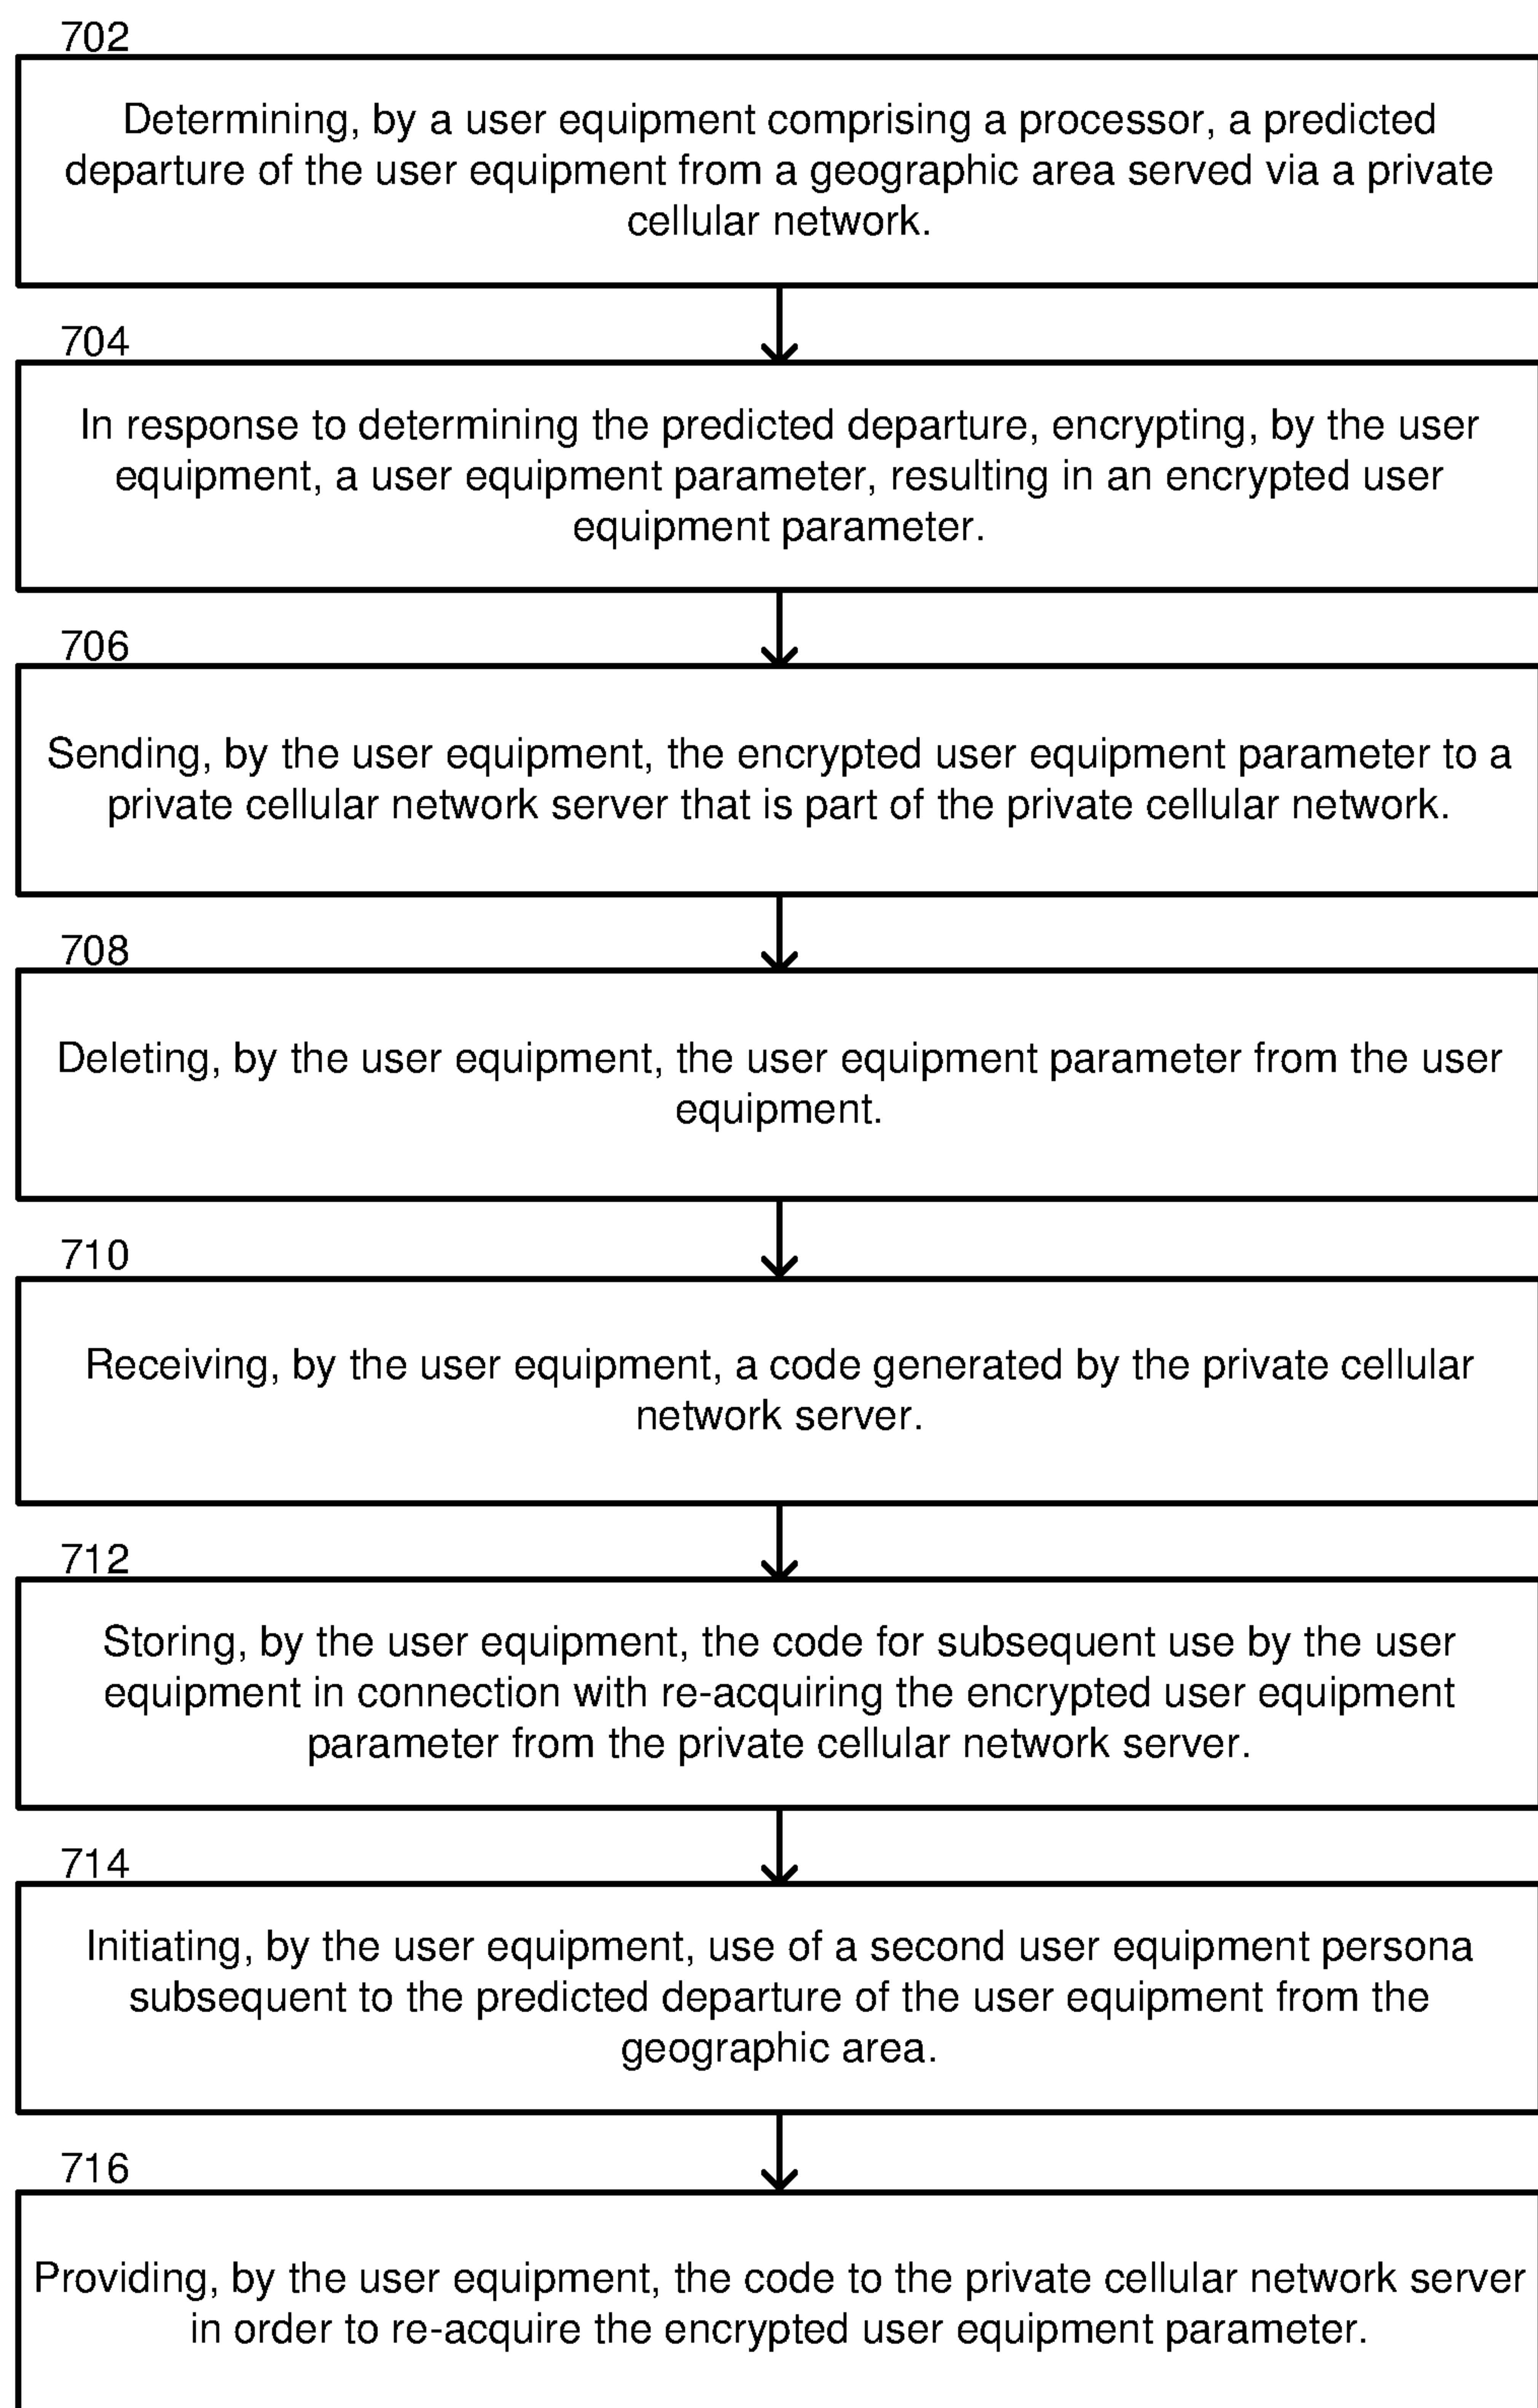 702
Determining, by a user equipment comprising a processor, a predicted
departure of the user equipment from a geographic area served via a private
cellular network.
704
In response to determining the predicted departure, encrypting, by the user
equipment, a user equipment parameter, resulting in an encrypted user
equipment parameter.
706
Sending, by the user equipment, the encrypted user equipment parameter to a
private cellular network server that is part of the private cellular network.
708
Deleting, by the user equipment, the user equipment parameter from the user
equipment.
710
Receiving, by the user equipment, a code generated by the private cellular
network server.
712
Storing, by the user equipment, the code for subsequent use by the user
equipment in connection with re-acquiring the encrypted user equipment
parameter from the private cellular network server.
714
Initiating, by the user equipment, use of a second user equipment persona
subsequent to the predicted departure of the user equipment from the
geographic area.
716
Providing, by the user equipment, the code to the private cellular network server
in order to re-acquire the encrypted user equipment parameter.